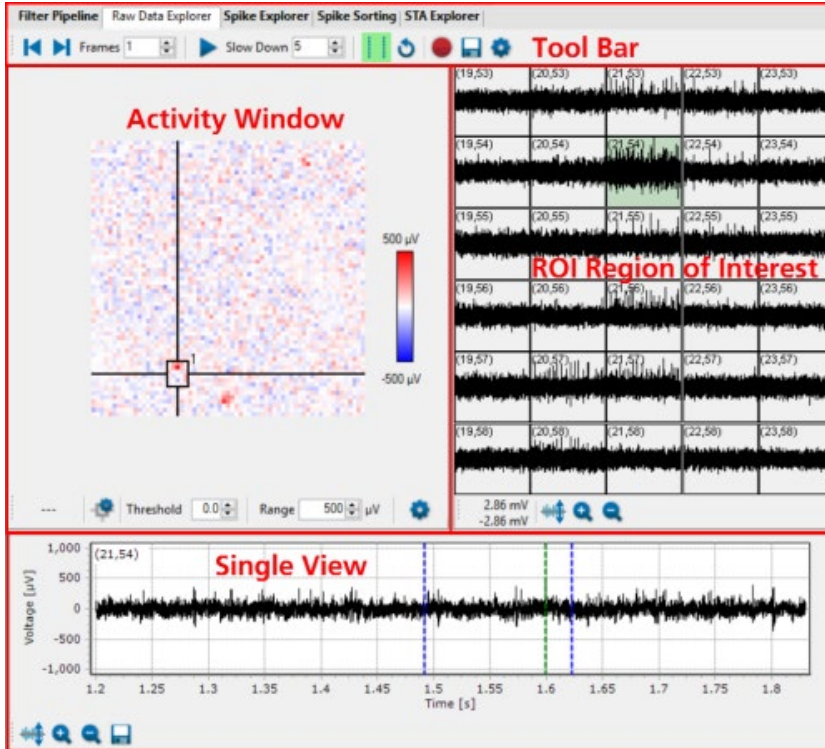 Filter Pipeline Raw Data Explorer Spike Explorer Spike Sorting STA Explorer
Frames 1 Slow Down 5 Tool Bar
Activity Window
500 µV
-500 µV
1
--- Threshold 0.0 Range 500 µV
(19,53) (20,53) (21,53) (22,53) (23,53)
(19,54) (20,54) (21,54) (22,54) (23,54)
(19,55) (20,55) (21,55) (22,55) (23,55)
ROI Region of Interest
(19,56) (20,56) (21,56) (22,56) (23,56)
(19,57) (20,57) (21,57) (22,57) (23,57)
(19,58) (20,58) (21,58) (22,58) (23,58)
2.86 mV
-2.86 mV
Single View
(21,54)
Voltage [µV]
1,000
500
0
-500
-1,000
1.2 1.25 1.3 1.35 1.4 1.45 1.5 1.55 1.6 1.65 1.7 1.75 1.8
Time [s]